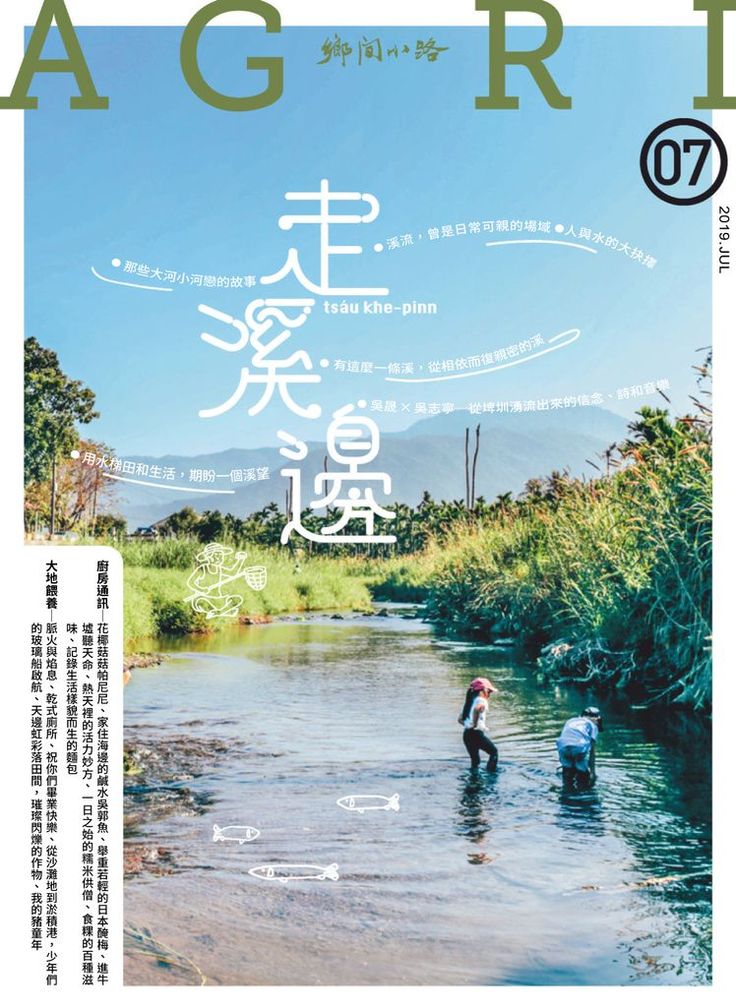 AGRI
鄉間小路
07
2019.JUL
走溪邊
tsáu khe-pinn
●溪流，曾是日常可親的場域 ●人與水的大抉擇
●那些大河小河戀的故事
●有這麼一條溪，從相依而復親密的溪
●吳晟×吳志寧─從埤圳湧流出來的信念、詩和音樂
●用水梯田和生活，期盼一個溪望
廚房通訊─花椰菇菇帕尼尼、家住海邊的鹹水吳郭魚、舉重若輕的日本醃梅、進牛
墟聽天命、熱天裡的活力妙方、一日之始的糯米供僧、食粿的百種滋
味、記錄生活樣貌而生的麵包
大地餵養─脈火與焰息、乾式廁所、祝你們畢業快樂、從沙灘地到淤積港，少年們
的玻璃船啟航、天邊虹彩落田間，璀璨閃爍的作物、我的豬童年